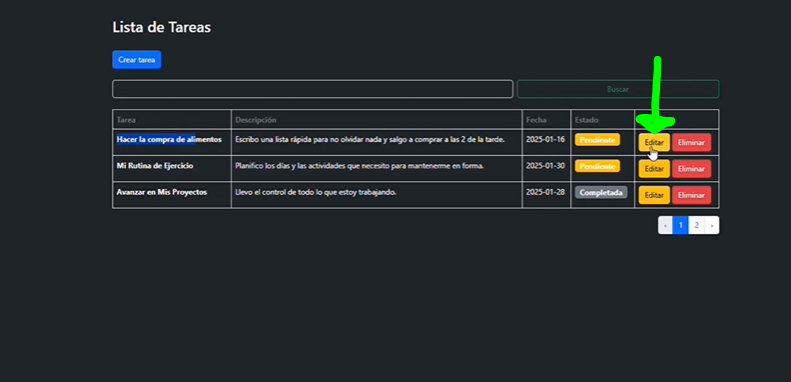 Lista de Tareas
Crear tarea
Buscar
Tarea Descripción Fecha Estado
Hacer la compra de alimentos Escribo una lista rápida para no olvidar nada y salgo a comprar a las 2 de la tarde. 2025-01-16 Pendiente Editar Eliminar
Mi Rutina de Ejercicio Planifico los días y las actividades que necesito para mantenerme en forma. 2025-01-30 Pendiente Editar Eliminar
Avanzar en Mis Proyectos Llevo el control de todo lo que estoy trabajando. 2025-01-28 Completada Editar Eliminar
‹ 1 2 ›